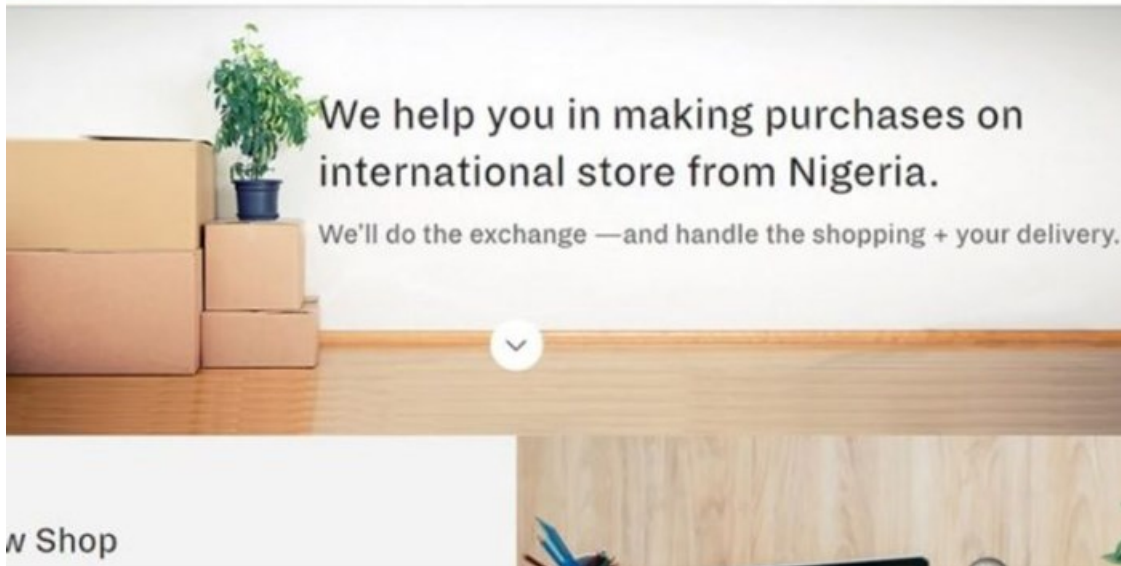 We help you in making purchases on
international store from Nigeria.
We'll do the exchange —and handle the shopping + your delivery.
w Shop